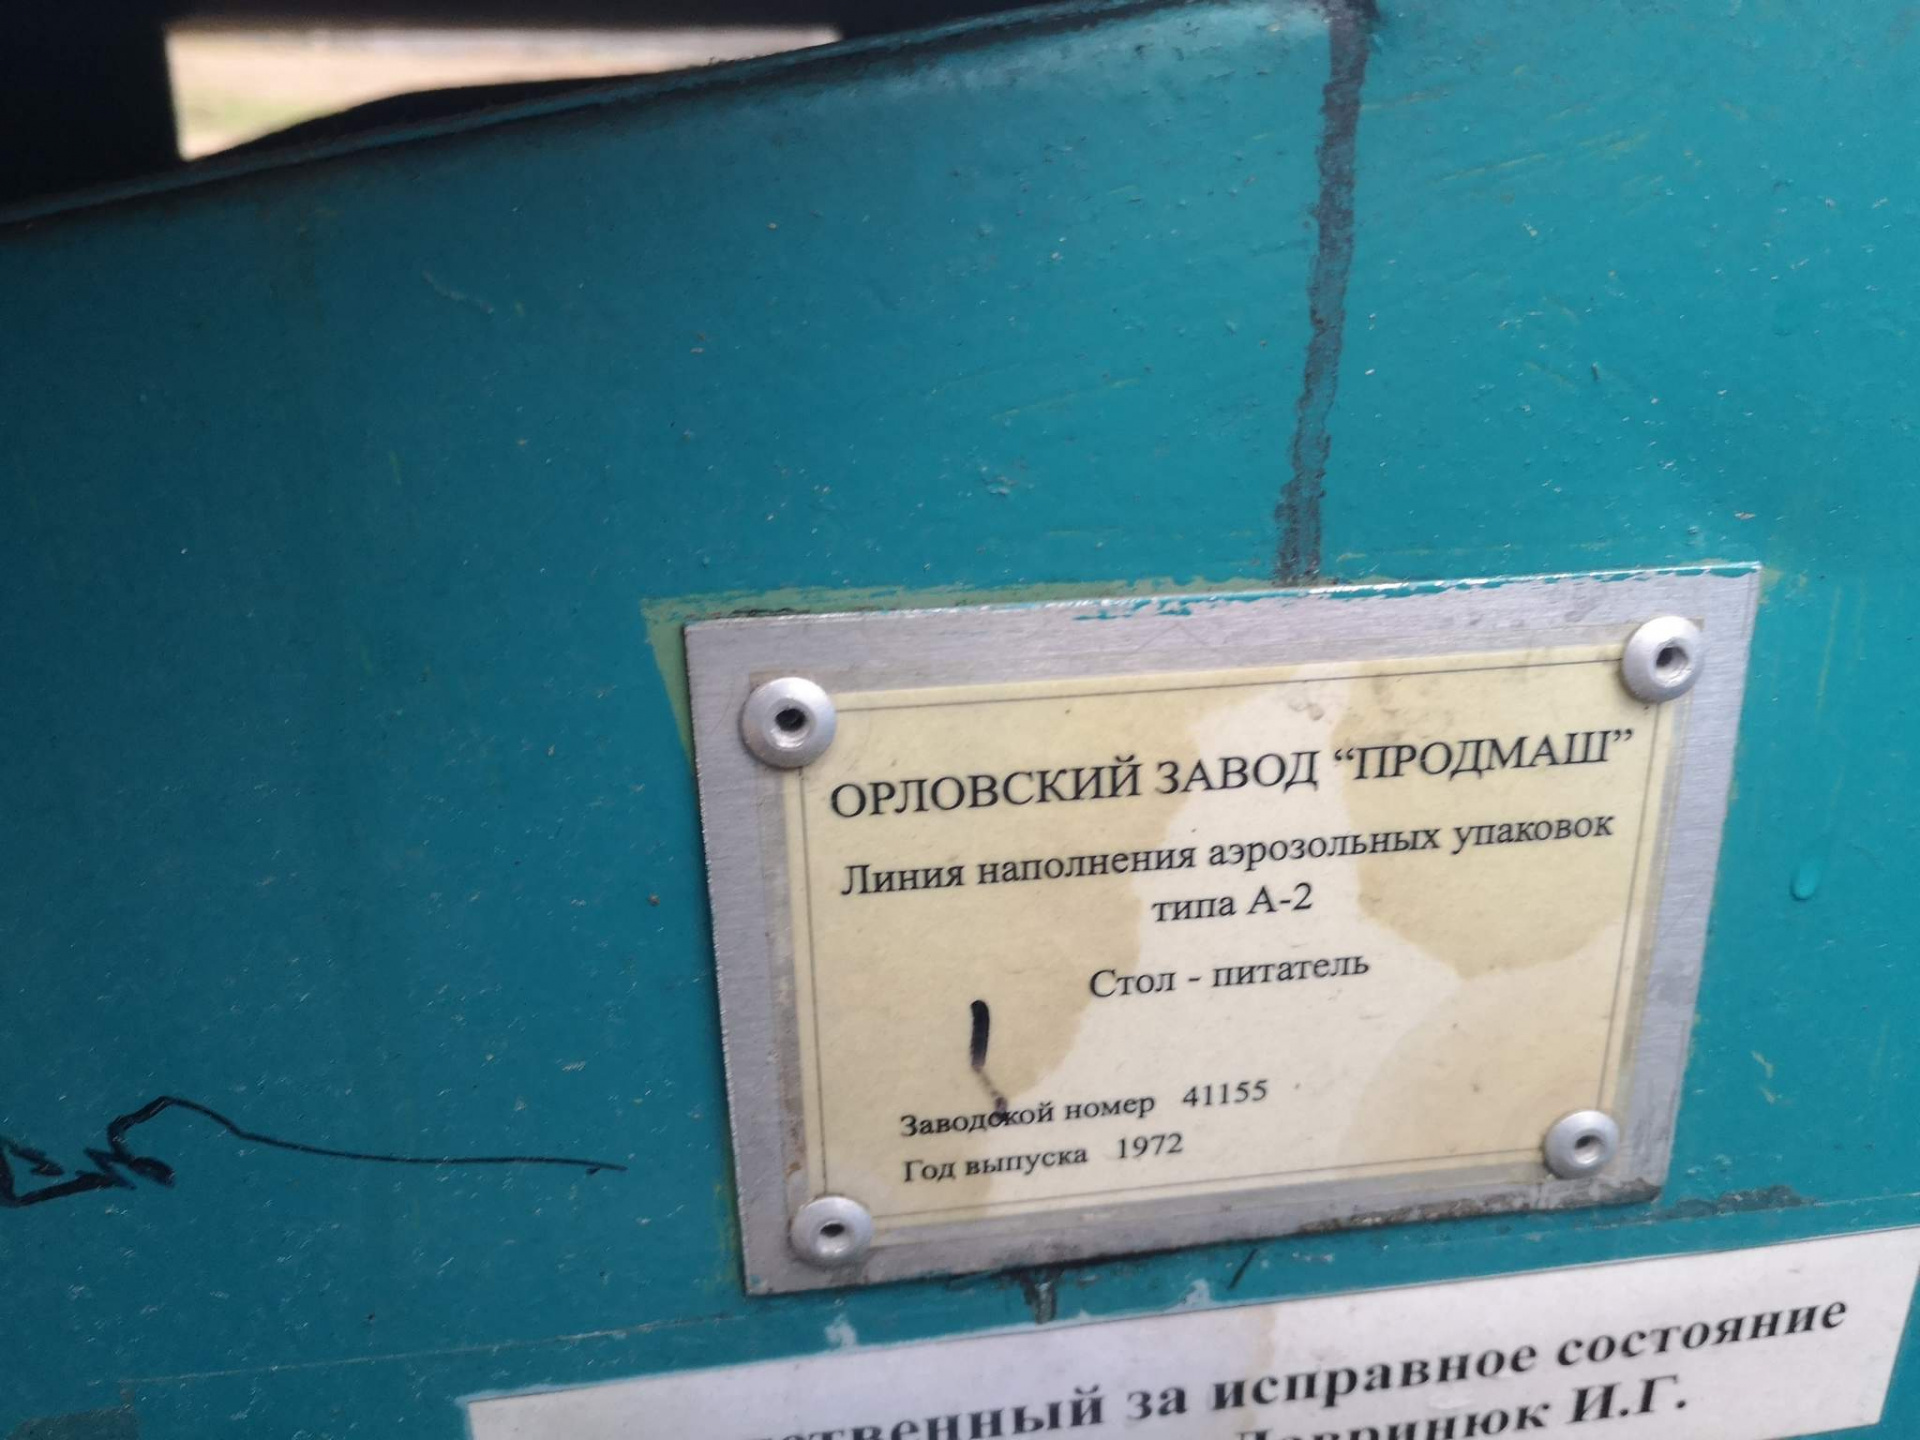 ОРЛОВСКИЙ ЗАВОД “ПРОДМАШ”
Линия наполнения аэрозольных упаковок
типа А-2
Стол - питатель
Заводской номер 41155
Год выпуска 1972
за исправное состояние
И.Г.